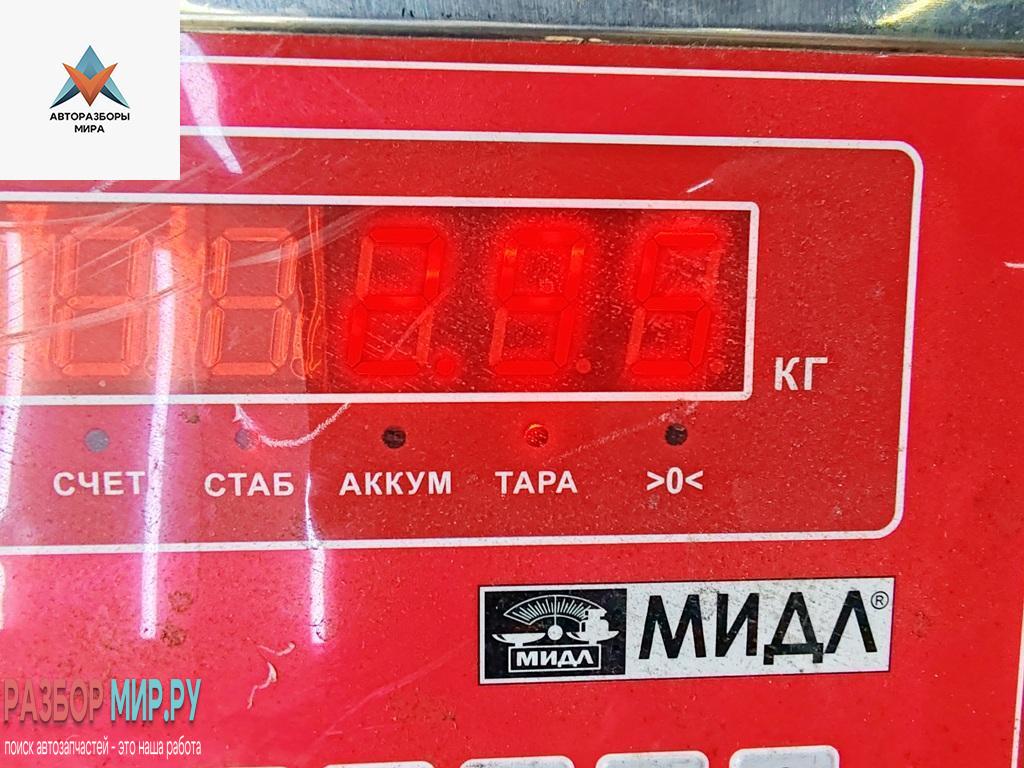 АВТОРАЗБОРЫ
МИРА
2.95
КГ
СЧЕТ СТАБ АККУМ ТАРА >0<
МИДЛ МИДЛ®
РАЗБОР МИР.РУ
поиск автозапчастей - это наша работа